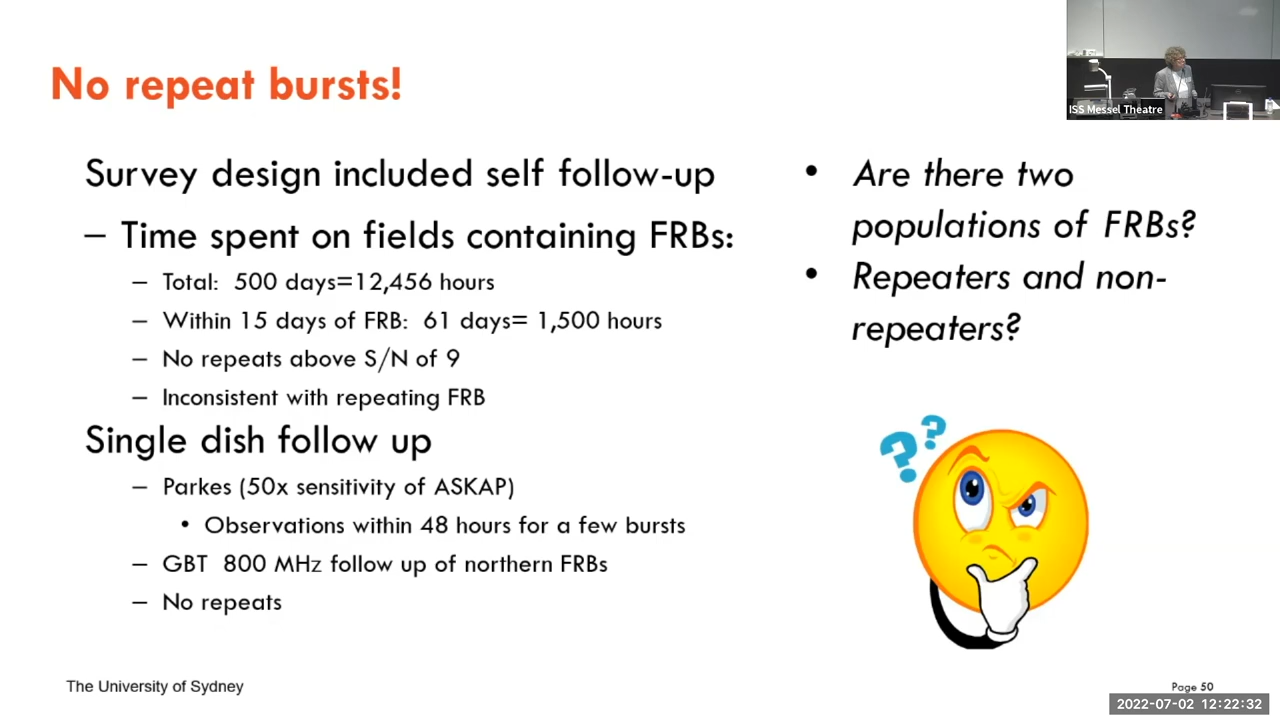 No repeat bursts!
ISS Messel Theatre
Survey design included self follow-up
– Time spent on fields containing FRBs:
– Total: 500 days=12,456 hours
– Within 15 days of FRB: 61 days= 1,500 hours
– No repeats above S/N of 9
– Inconsistent with repeating FRB
Single dish follow up
– Parkes (50x sensitivity of ASKAP)
• Observations within 48 hours for a few bursts
– GBT 800 MHz follow up of northern FRBs
– No repeats
• Are there two
populations of FRBs?
• Repeaters and non-
repeaters?
??
The University of Sydney
Page 50
2022-07-02 12:22:32